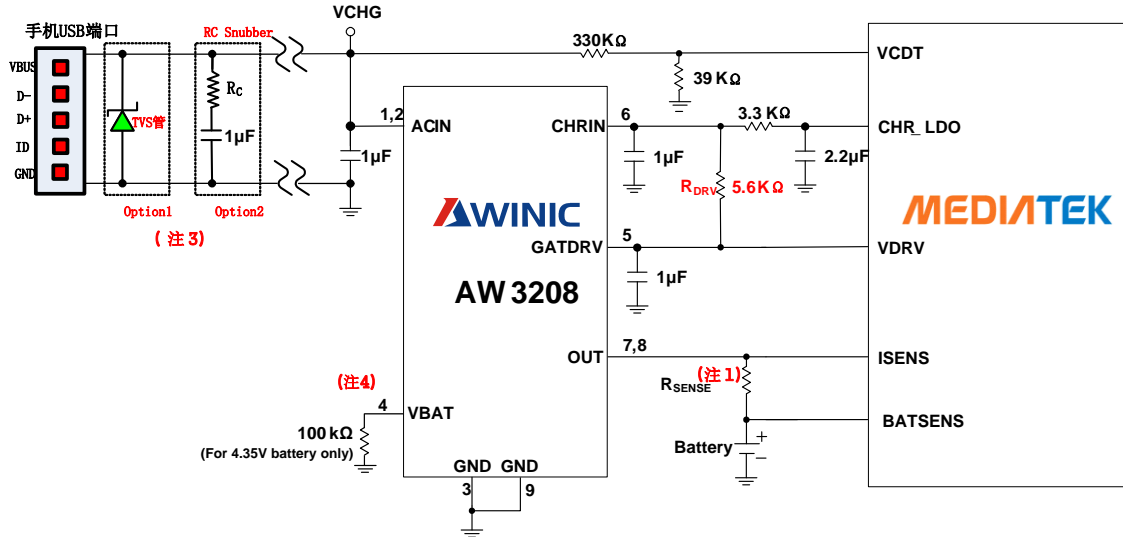 VCHG
手机USB端口
RC Snubber
VBUS
D-
D+
ID
GND
TVS管
RC
1μF
Option1
Option2
( 注3)
1μF
330KΩ
39 KΩ
VCDT
1,2
ACIN
CHRIN
6
3.3 KΩ
CHR_LDO
1μF
2.2μF
RDRV
5.6KΩ
AWINIC
MEDIATEK
GATDRV
5
VDRV
AW 3208
1μF
OUT
7,8
ISENS
(注1)
RSENSE
(注4)
4
VBAT
BATSENS
100 kΩ
(For 4.35V battery only)
Battery
+
−
GND GND
3
9